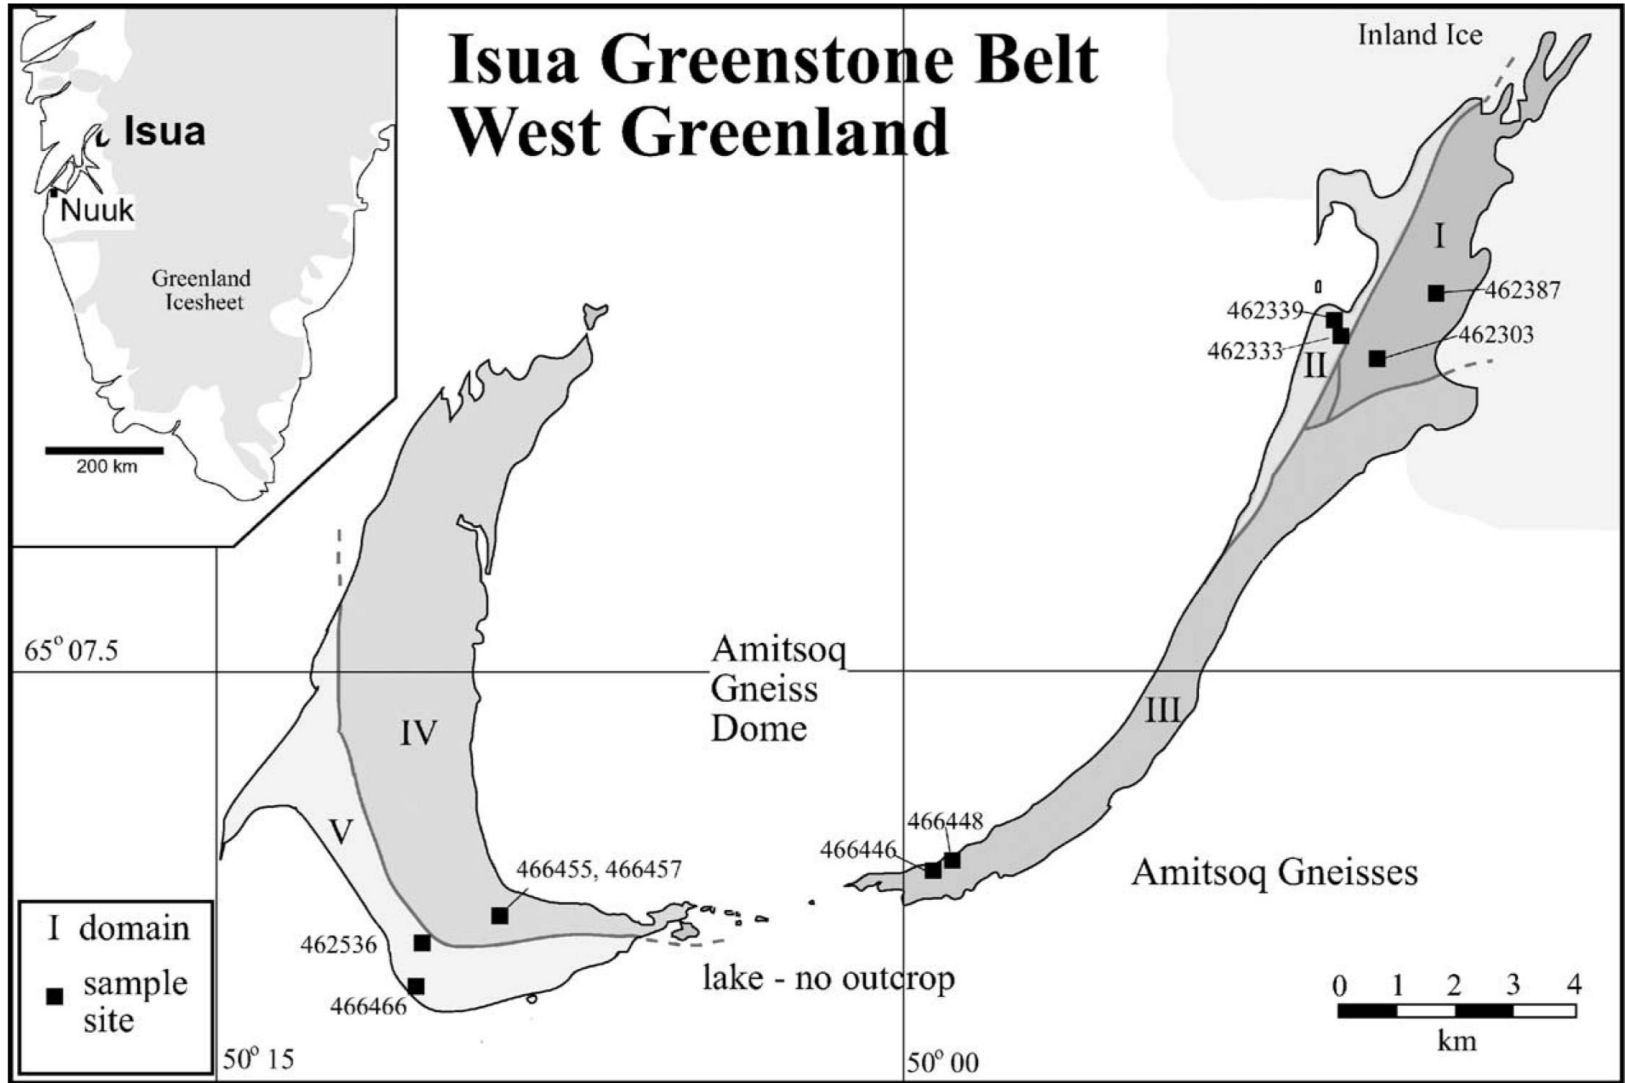 Isua Greenstone Belt
West Greenland
Isua
Nuuk
Greenland
Icesheet
200 km
Inland Ice
I
462387
462339
462303
462333
II
65° 07.5
Amitsoq
Gneiss
Dome
IV
III
V
466448
466446
466455, 466457
Amitsoq Gneisses
I domain
462536
sample
site
lake - no outcrop
466466
0 1 2 3 4
km
50° 15
50° 00